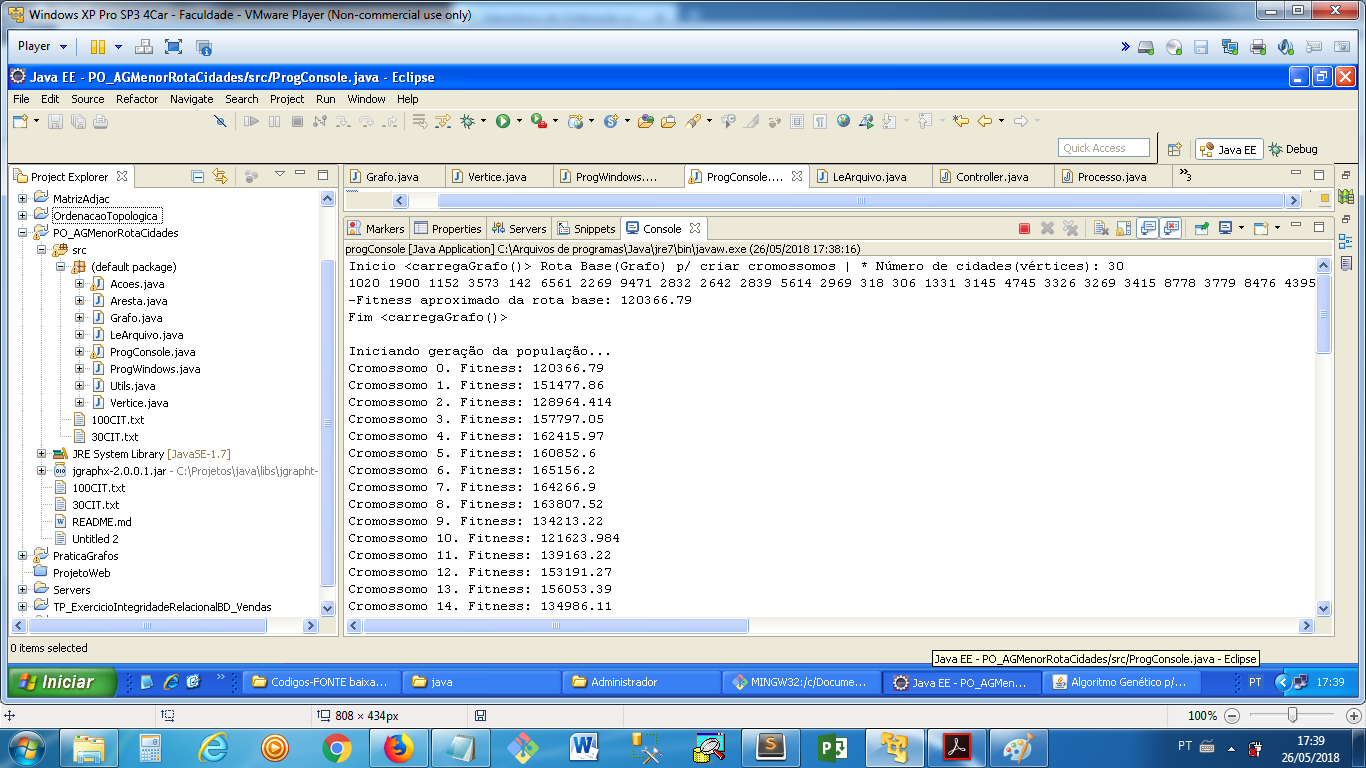 Windows XP Pro SP3 4Car - Faculdade - VMware Player (Non-commercial use only)
Player
Java EE - PO_AGMenorRotaCidades/src/ProgConsole.java - Eclipse
File Edit Source Refactor Navigate Search Project Run Window Help
Quick Access
Java EE
Debug
Project Explorer
Grafo.java
Vertice.java
ProgWindows....
ProgConsole....
LeArquivo.java
Controller.java
Processo.java
»3
MatrizAdjac
OrdenacaoTopologica
PO_AGMenorRotaCidades
src
(default package)
Acoes.java
Aresta.java
Grafo.java
LeArquivo.java
ProgConsole.java
ProgWindows.java
Utils.java
Vertice.java
100CIT.txt
30CIT.txt
JRE System Library [JavaSE-1.7]
jgraphx-2.0.0.1.jar - C:\Projetos\java\libs\jgrapht-
100CIT.txt
30CIT.txt
README.md
Untitled 2
PraticaGrafos
ProjetoWeb
Servers
TP_ExercicioIntegridadeRelacionalBD_Vendas
Markers
Properties
Servers
Snippets
Console
progConsole [Java Application] C:\Arquivos de programas\Java\jre7\bin\javaw.exe (26/05/2018 17:38:16)
Inicio <carregaGrafo()> Rota Base(Grafo) p/ criar cromossomos | * Número de cidades(vértices): 30
1020 1900 1152 3573 142 6561 2269 9471 2832 2642 2839 5614 2969 318 306 1331 3145 4745 3326 3269 3415 8778 3779 8476 4395
-Fitness aproximado da rota base: 120366.79
Fim <carregaGrafo()>
Iniciando geração da população...
Cromossomo 0. Fitness: 120366.79
Cromossomo 1. Fitness: 151477.86
Cromossomo 2. Fitness: 128964.414
Cromossomo 3. Fitness: 157797.05
Cromossomo 4. Fitness: 162415.97
Cromossomo 5. Fitness: 160852.6
Cromossomo 6. Fitness: 165156.2
Cromossomo 7. Fitness: 164266.9
Cromossomo 8. Fitness: 163807.52
Cromossomo 9. Fitness: 134213.22
Cromossomo 10. Fitness: 121623.984
Cromossomo 11. Fitness: 139163.22
Cromossomo 12. Fitness: 153191.27
Cromossomo 13. Fitness: 156053.39
Cromossomo 14. Fitness: 134986.11
0 items selected
Java EE - PO_AGMenorRotaCidades/src/ProgConsole.java - Eclipse
Iniciar
Codigos-FONTE baixa...
java
Administrador
MINGW32:/c/Docume...
Java EE - PO_AGMen...
Algoritmo Genético p/...
PT
17:39
808 × 434px
100%
PT
17:39
26/05/2018